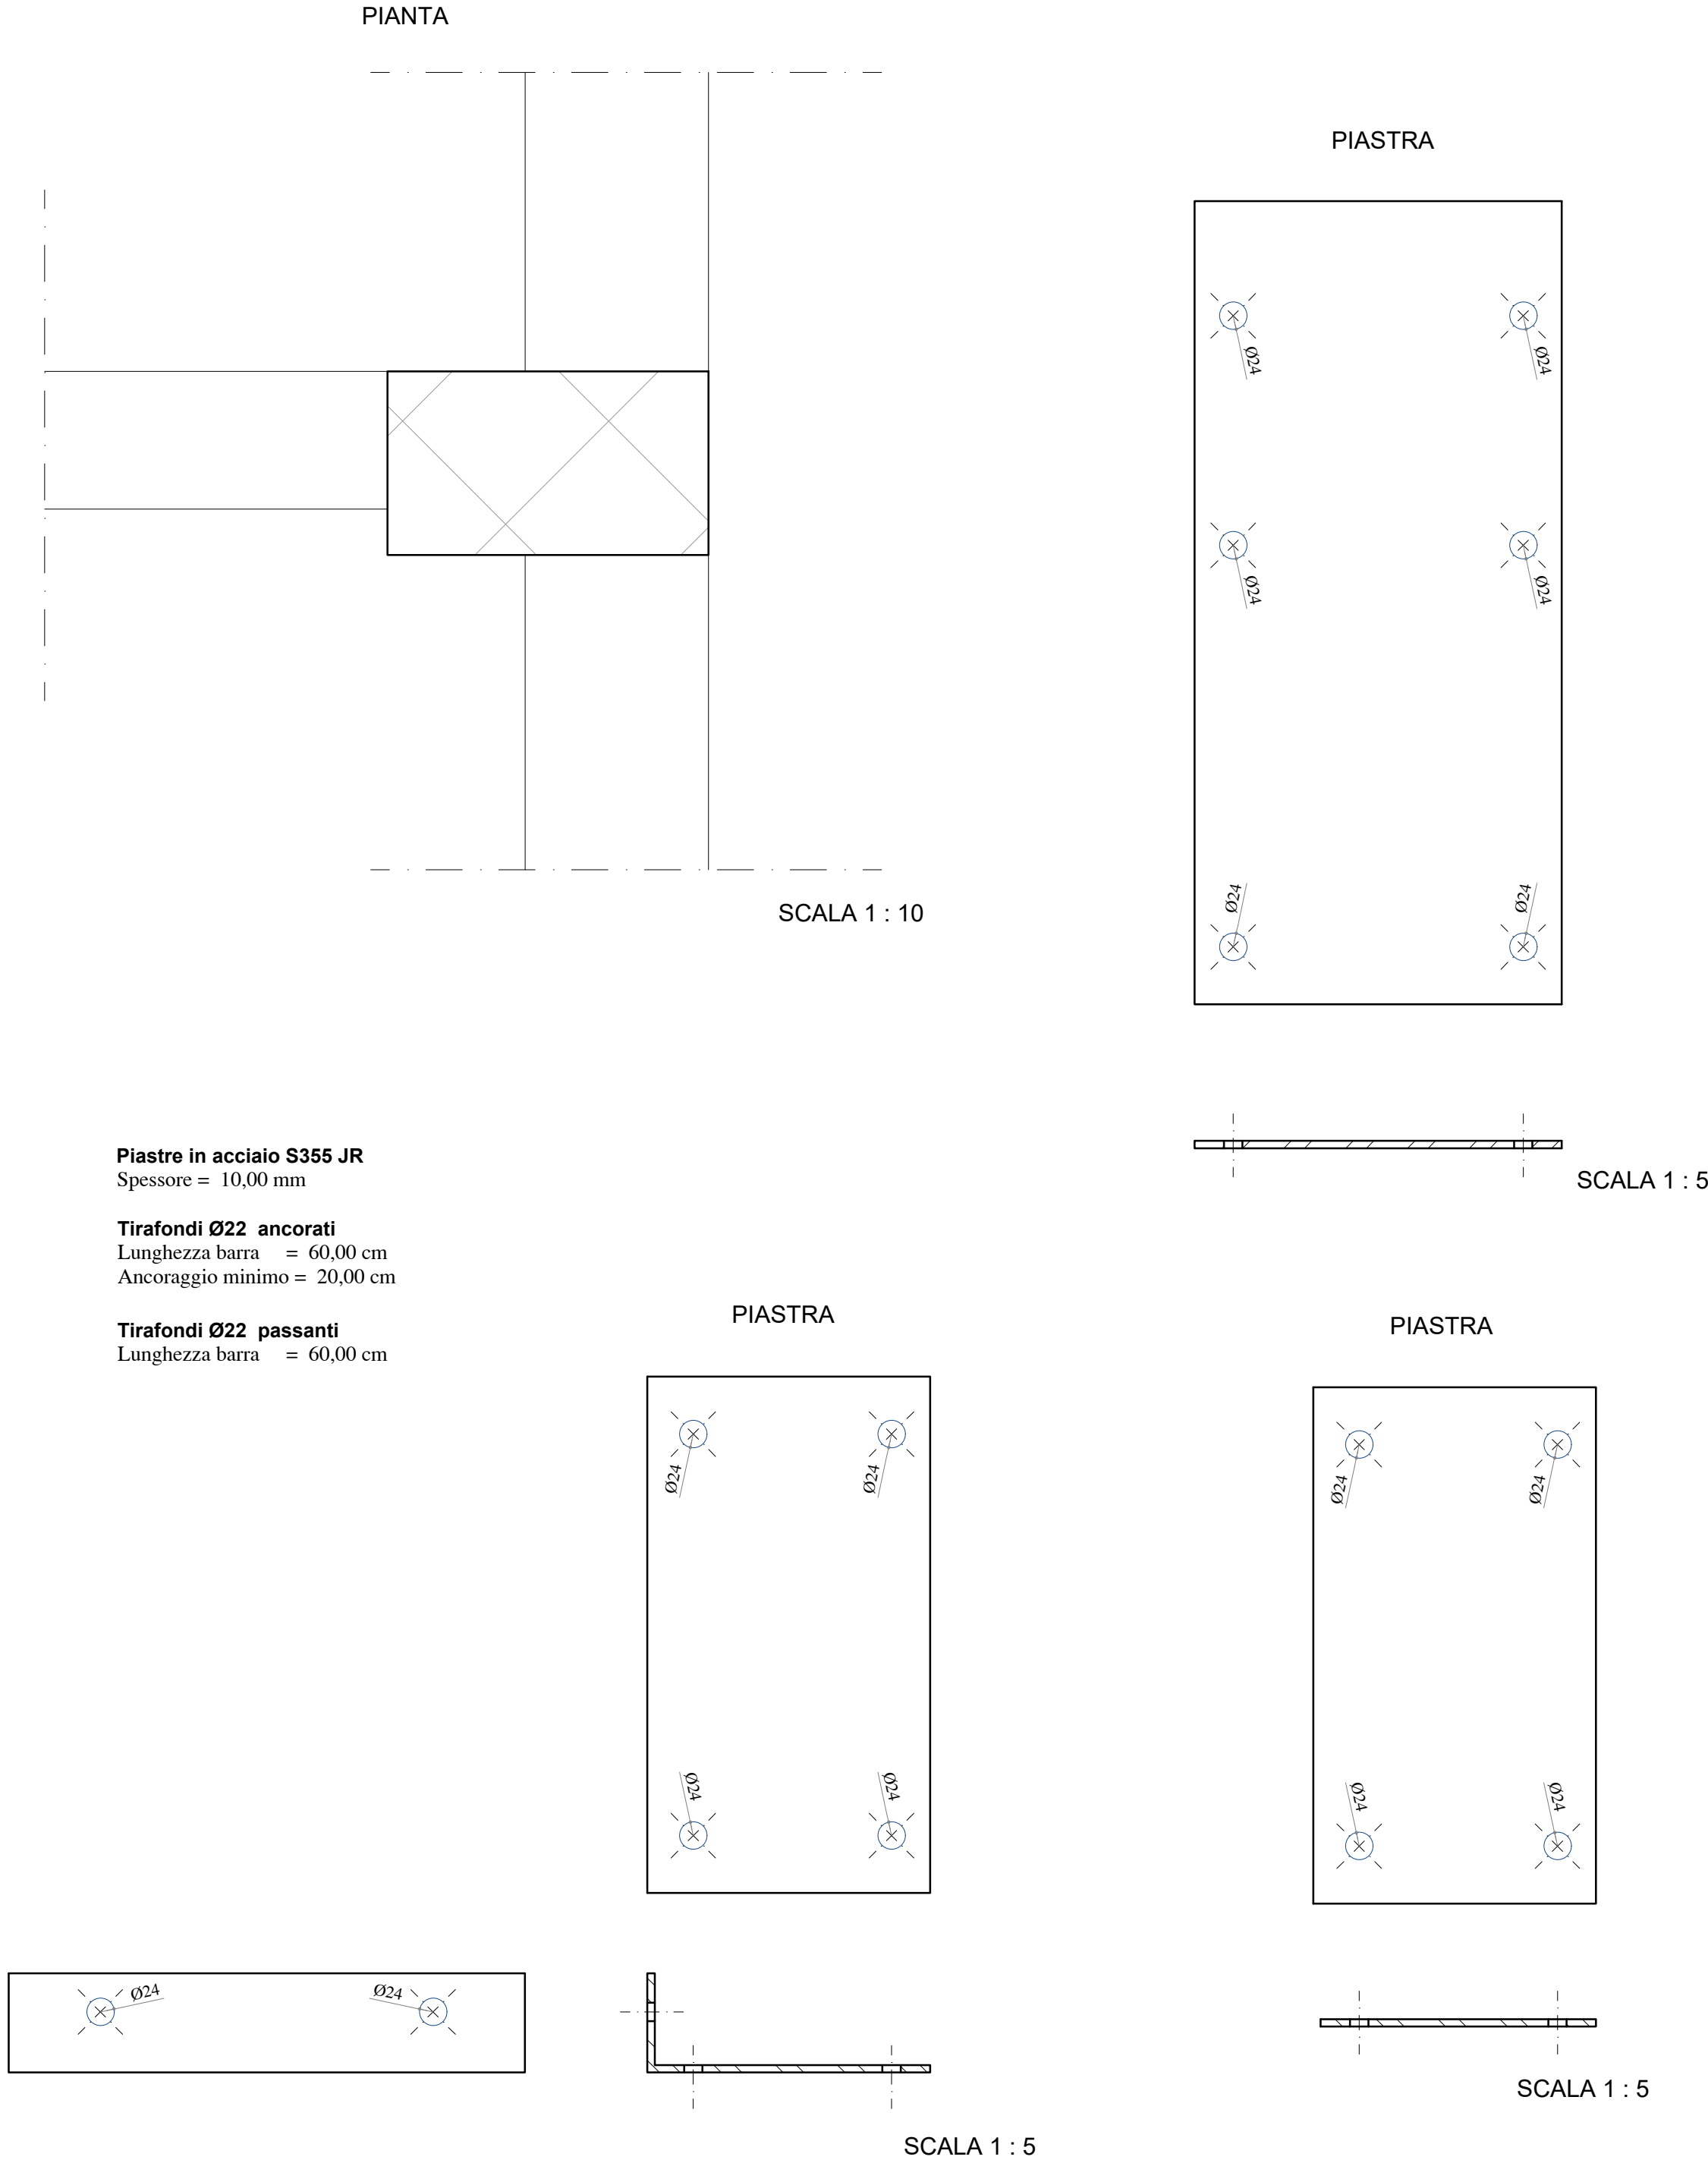 PIANTA
PIASTRA
Ø24
Ø24
Ø24
Ø24
Ø24
Ø24
SCALA 1 : 10
Piastre in acciaio S355 JR
Spessore = 10,00 mm
SCALA 1 : 5
Tirafondi Ø22 ancorati
Lunghezza barra = 60,00 cm
Ancoraggio minimo = 20,00 cm
Tirafondi Ø22 passanti
Lunghezza barra = 60,00 cm
PIASTRA
PIASTRA
Ø24
Ø24
Ø24
Ø24
Ø24
Ø24
Ø24
Ø24
Ø24
Ø24
SCALA 1 : 5
SCALA 1 : 5